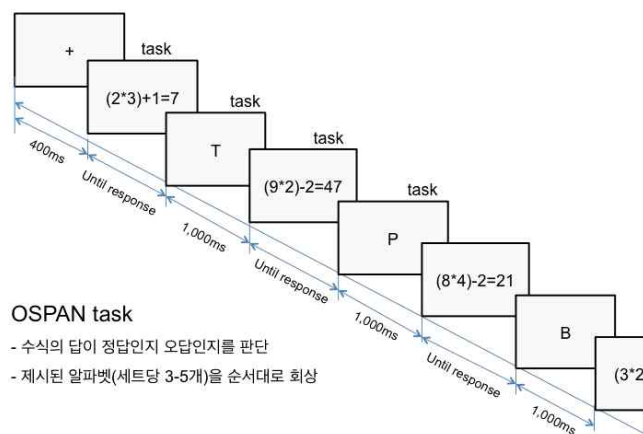 +
task
(2*3)+1=7
task
T
task
(9*2)-2=47
task
P
(8*4)-2=21
B
(3*2
400ms
Until response
1,000ms
Until response
1,000ms
Until response
1,000ms
OSPAN task
- 수식의 답이 정답인지 오답인지를 판단
- 제시된 알파벳(세트당 3-5개)을 순서대로 회상